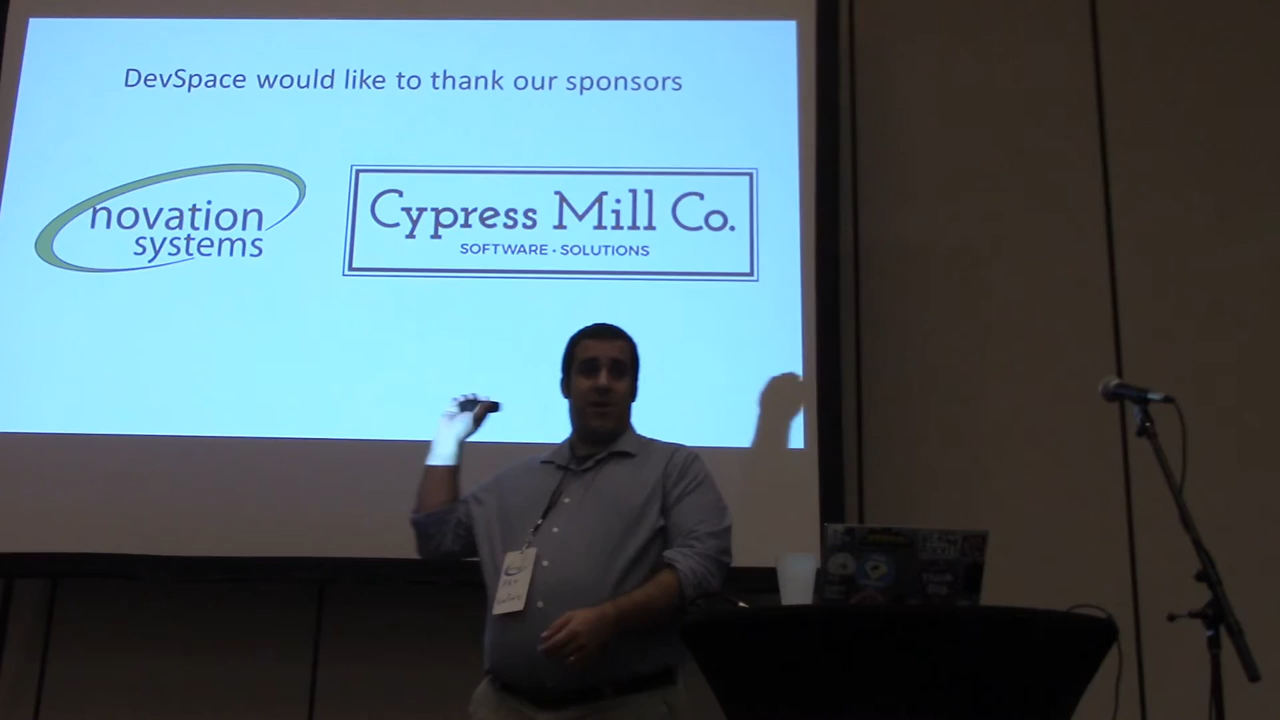 DevSpace would like to thank our sponsors
novation
systems
Cypress Mill Co.
SOFTWARE · SOLUTIONS